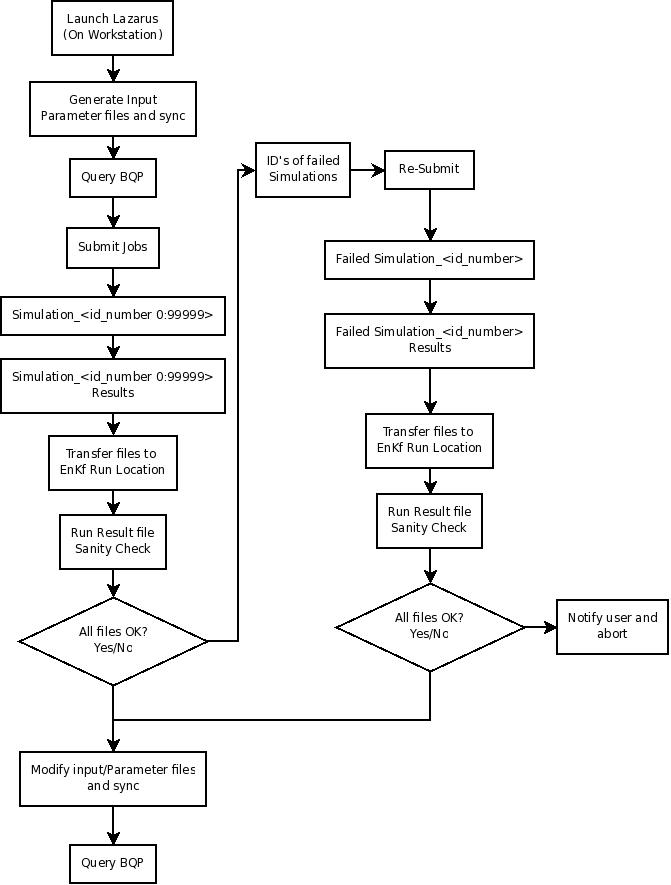 Launch Lazarus
(On Workstation)
Generate Input
Parameter files and sync
Query BQP
Submit Jobs
Simulation_<id_number 0:99999>
Simulation_<id_number 0:99999>
Results
Transfer files to
EnKf Run Location
Run Result file
Sanity Check
All files OK?
Yes/No
ID's of failed
Simulations
Re-Submit
Failed Simulation_<id_number>
Failed Simulation_<id_number>
Results
Transfer files to
EnKf Run Location
Run Result file
Sanity Check
All files OK?
Yes/No
Notify user and
abort
Modify input/Parameter files
and sync
Query BQP